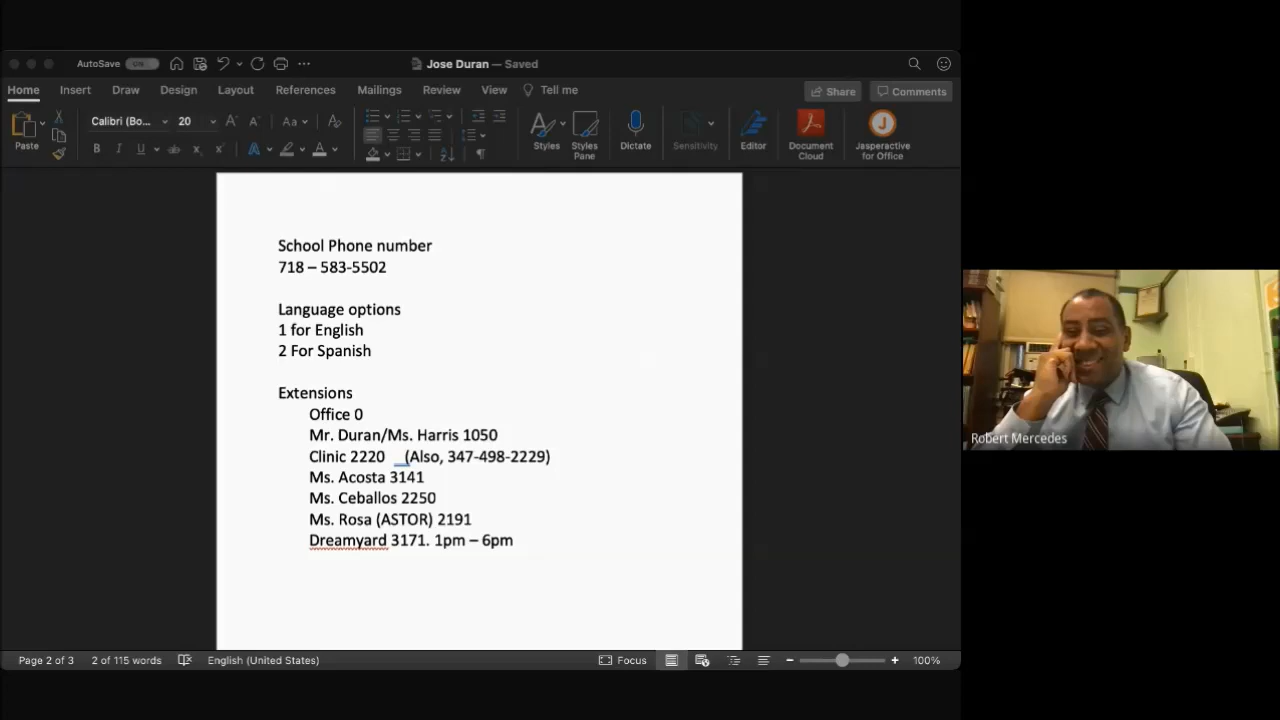 AutoSave ON
Jose Duran — Saved
Home Insert Draw Design Layout References Mailings Review View Tell me
Share Comments
Paste
Calibri (Bo... 20
Styles
Styles Pane
Dictate
Sensitivity
Editor
Document Cloud
Jasperactive for Office
School Phone number
718 – 583-5502
Language options
1 for English
2 For Spanish
Extensions
Office 0
Mr. Duran/Ms. Harris 1050
Clinic 2220 (Also, 347-498-2229)
Ms. Acosta 3141
Ms. Ceballos 2250
Ms. Rosa (ASTOR) 2191
Dreamyard 3171. 1pm – 6pm
Robert Mercedes
Page 2 of 3 2 of 115 words English (United States) Focus 100%